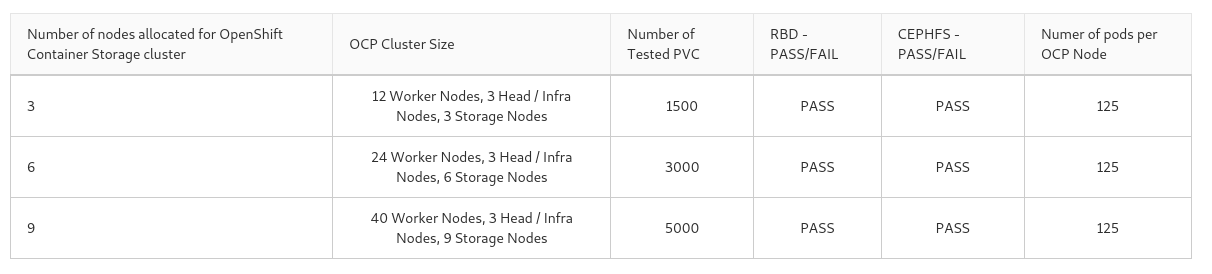 Number of nodes allocated for OpenShift
Container Storage cluster
OCP Cluster Size
Number of
Tested PVC
RBD -
PASS/FAIL
CEPHFS -
PASS/FAIL
Numer of pods per
OCP Node
3
12 Worker Nodes, 3 Head / Infra
Nodes, 3 Storage Nodes
1500
PASS
PASS
125
6
24 Worker Nodes, 3 Head / Infra
Nodes, 6 Storage Nodes
3000
PASS
PASS
125
9
40 Worker Nodes, 3 Head / Infra
Nodes, 9 Storage Nodes
5000
PASS
PASS
125